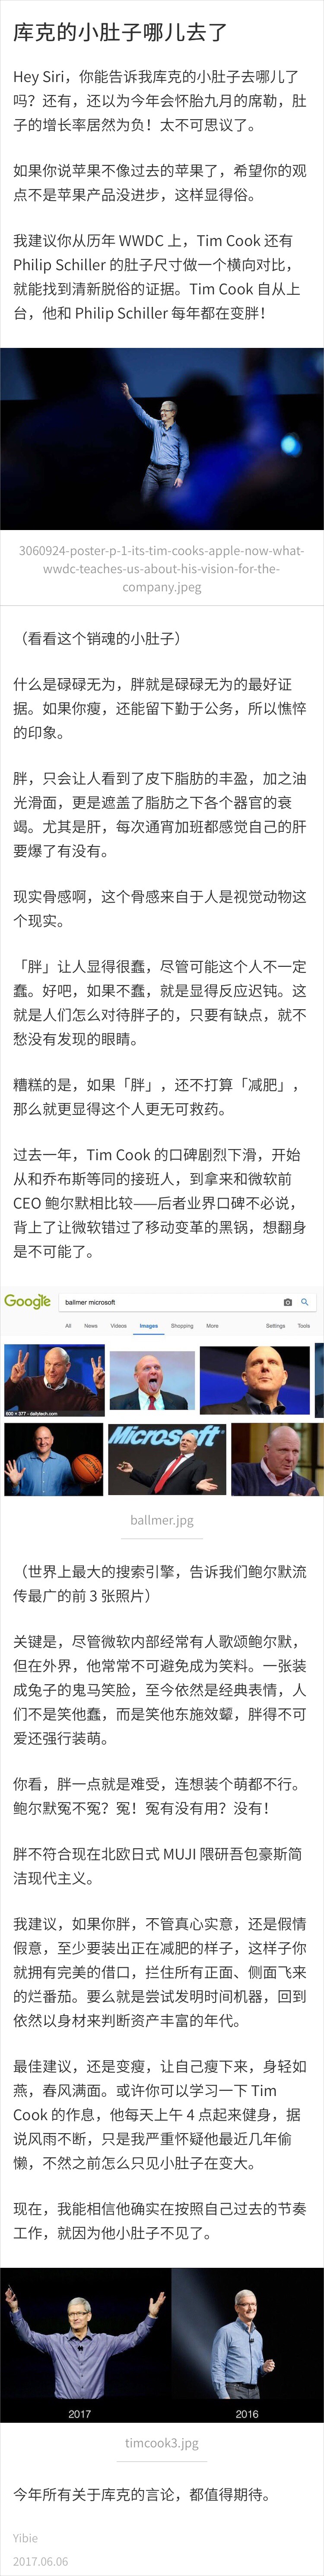 库克的小肚子哪儿去了
Hey Siri，你能告诉我库克的小肚子去哪儿了
吗？还有，还以为今年会怀胎九月的席勒，肚
子的增长率居然为负！太不可思议了。
如果你说苹果不像过去的苹果了，希望你的观
点不是苹果产品没进步，这样显得俗。
我建议你从历年 WWDC 上，Tim Cook 还有
Philip Schiller 的肚子尺寸做一个横向对比，
就能找到清新脱俗的证据。Tim Cook 自从上
台，他和 Philip Schiller 每年都在变胖！
3060924-poster-p-1-its-tim-cooks-apple-now-what-
wwdc-teaches-us-about-his-vision-for-the-
company.jpeg
（看看这个销魂的小肚子）
什么是碌碌无为，胖就是碌碌无为的最好证
据。如果你瘦，还能留下勤于公务，所以憔悴
的印象。
胖，只会让人看到了皮下脂肪的丰盈，加之油
光滑面，更是遮盖了脂肪之下各个器官的衰
竭。尤其是肝，每次通宵加班都感觉自己的肝
要爆了有没有。
现实骨感啊，这个骨感来自于人是视觉动物这
个现实。
「胖」让人显得很蠢，尽管可能这个人不一定
蠢。好吧，如果不蠢，就是显得反应迟钝。这
就是人们怎么对待胖子的，只要有缺点，就不
愁没有发现的眼睛。
糟糕的是，如果「胖」，还不打算「减肥」，
那么就更显得这个人更无可救药。
过去一年，Tim Cook 的口碑剧烈下滑，开始
从和乔布斯等同的接班人，到拿来和微软前
CEO 鲍尔默相比较——后者业界口碑不必说，
背上了让微软错过了移动变革的黑锅，想翻身
是不可能了。
Google
ballmer microsoft
All News Videos Images Shopping More Settings Tools
600 × 377 - dailytech.com
Microsoft
ballmer.jpg
（世界上最大的搜索引擎，告诉我们鲍尔默流
传最广的前 3 张照片）
关键是，尽管微软内部经常有人歌颂鲍尔默，
但在外界，他常常不可避免成为笑料。一张装
成兔子的鬼马笑脸，至今依然是经典表情，人
们不是笑他蠢，而是笑他东施效颦，胖得不可
爱还强行装萌。
你看，胖一点就是难受，连想装个萌都不行。
鲍尔默冤不冤？冤！冤有没有用？没有！
胖不符合现在北欧日式 MUJI 隈研吾包豪斯简
洁现代主义。
我建议，如果你胖，不管真心实意，还是假情
假意，至少要装出正在减肥的样子，这样子你
就拥有完美的借口，拦住所有正面、侧面飞来
的烂番茄。要么就是尝试发明时间机器，回到
依然以身材来判断资产丰富的年代。
最佳建议，还是变瘦，让自己瘦下来，身轻如
燕，春风满面。或许你可以学习一下 Tim
Cook 的作息，他每天上午 4 点起来健身，据
说风雨不断，只是我严重怀疑他最近几年偷
懒，不然之前怎么只见小肚子在变大。
现在，我能相信他确实在按照自己过去的节奏
工作，就因为他小肚子不见了。
2017 2016
timcook3.jpg
今年所有关于库克的言论，都值得期待。
Yibie
2017.06.06